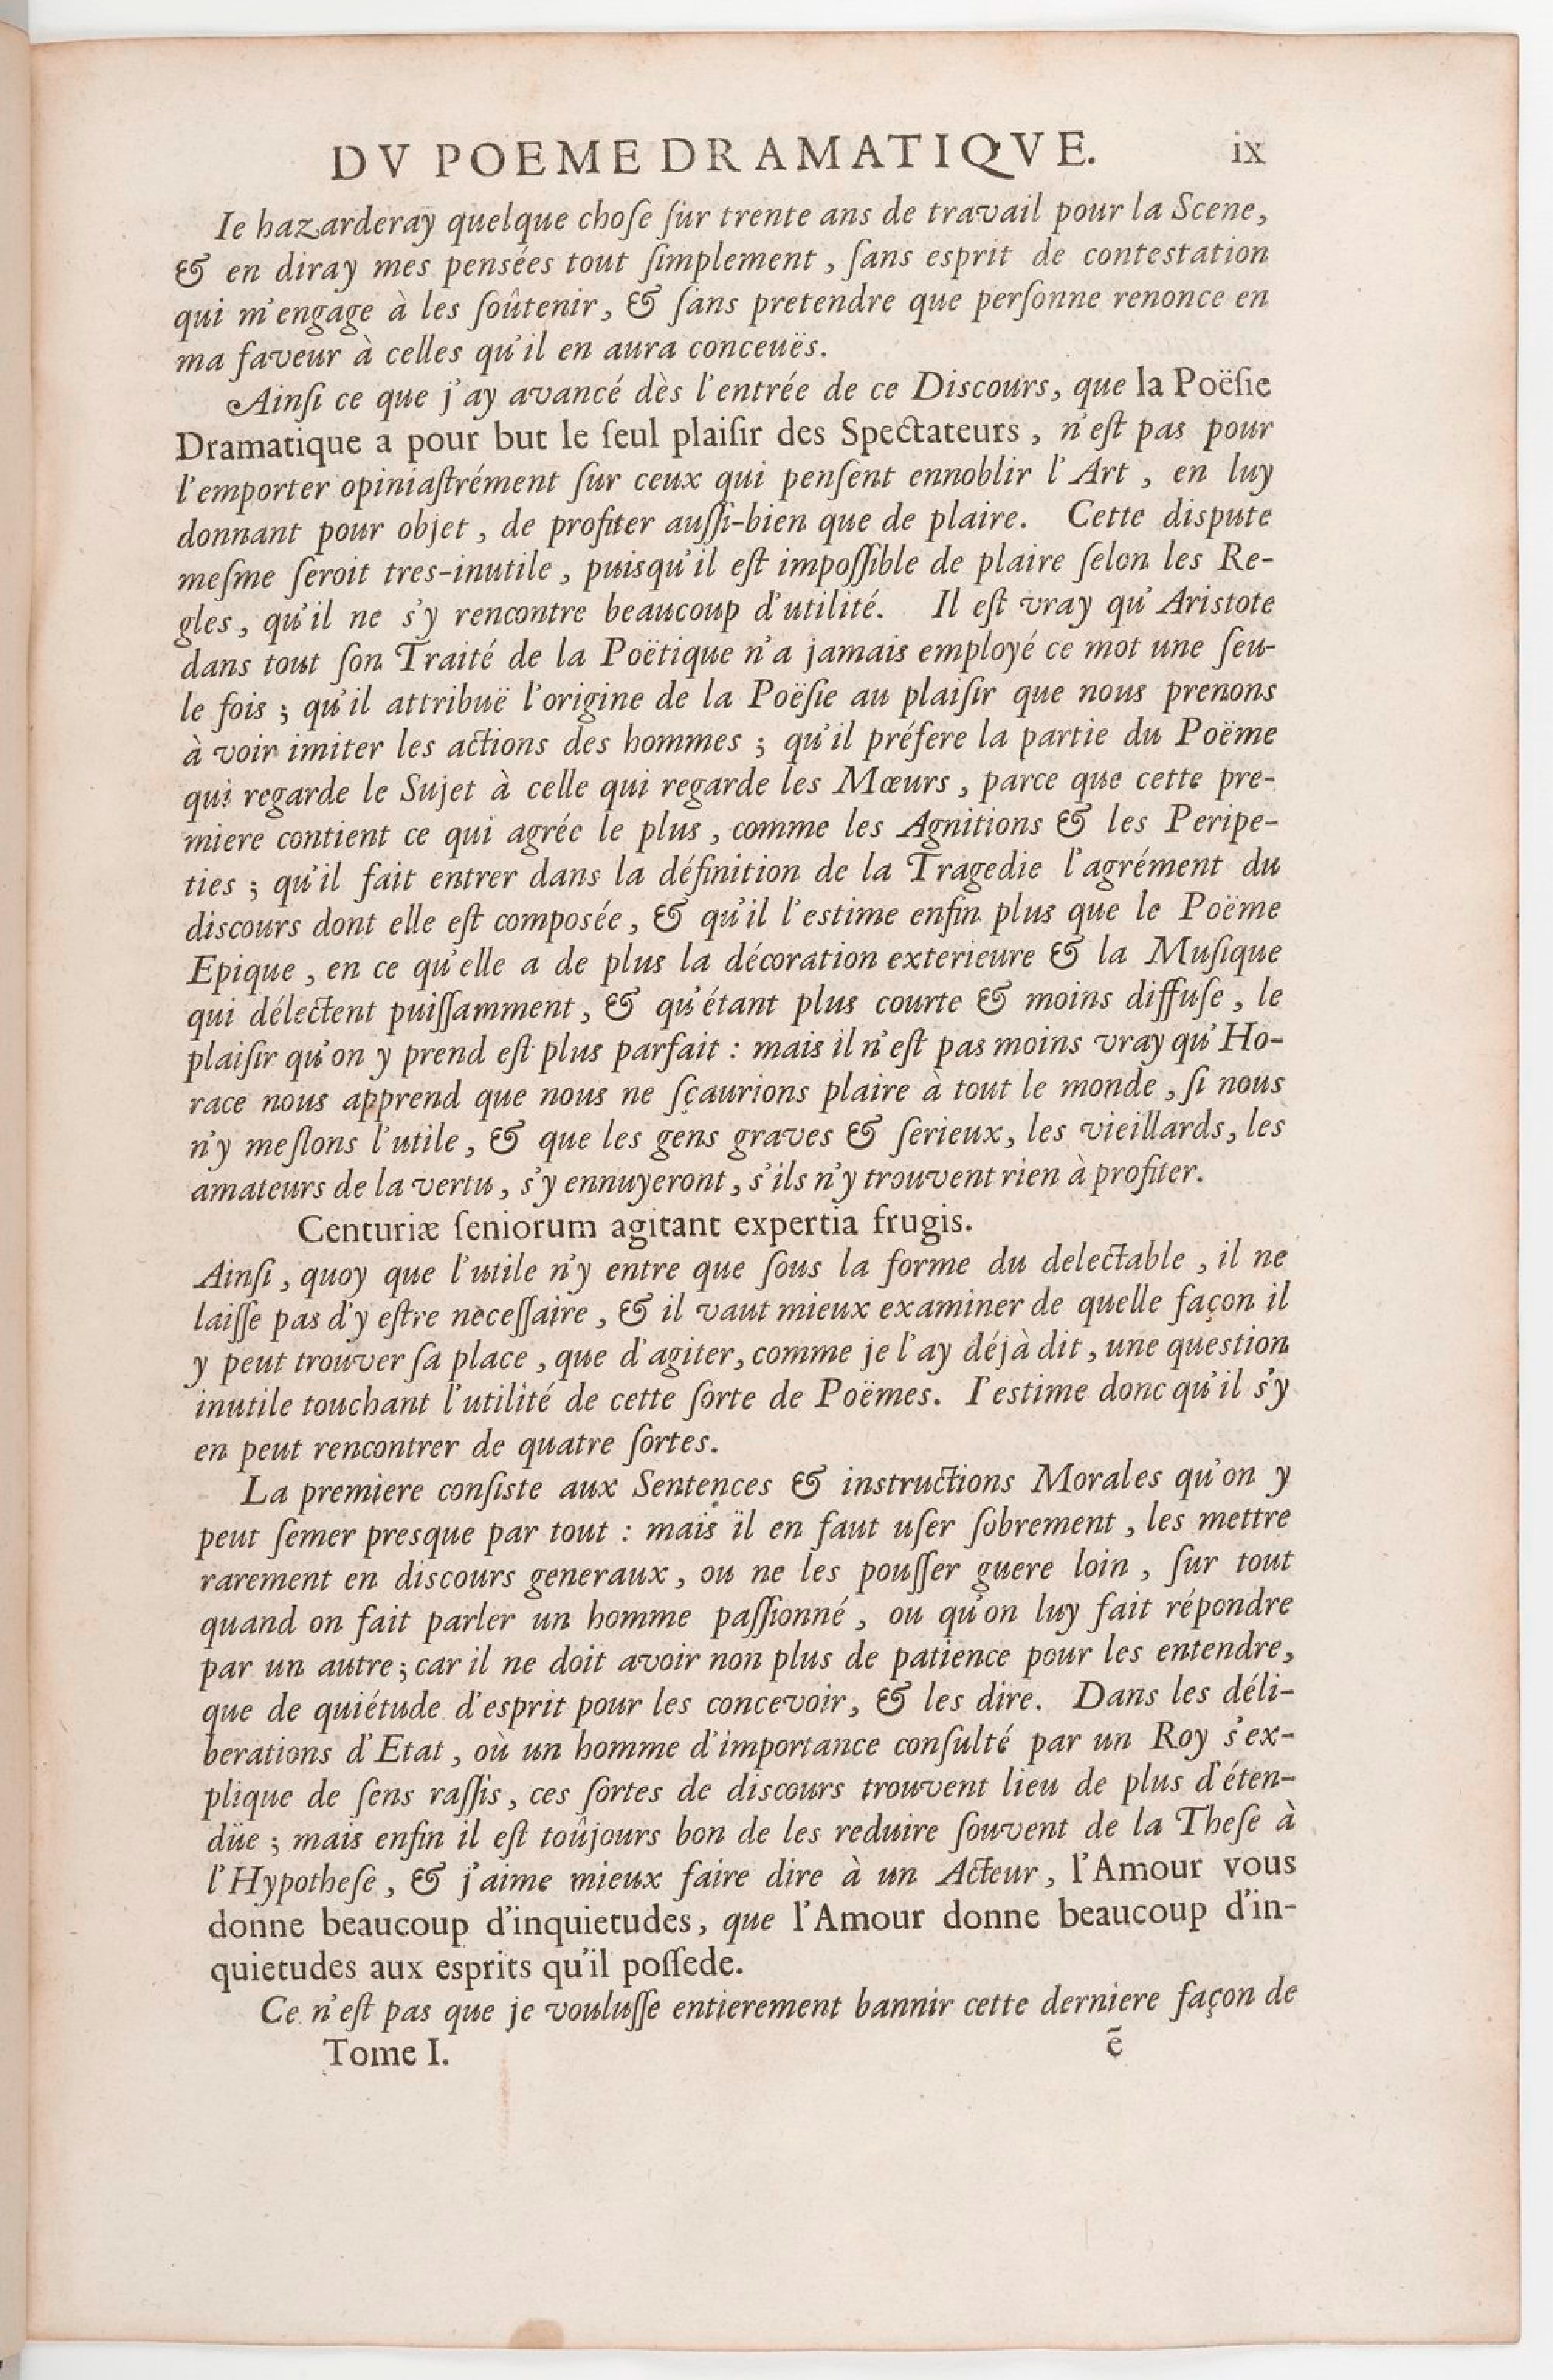 DV POEME DRAMATIQVE. ix
Ie hazarderay quelque choſe ſur trente ans de travail pour la Scene,
& en diray mes pensées tout ſimplement, ſans esprit de contestation
qui m'engage à les ſoûtenir, & ſans pretendre que perſonne renonce en
ma faveur à celles qu'il en aura conceuës.
Ainſi ce que j'ay avancé dès l'entrée de ce Discours, que la Poëſie
Dramatique a pour but le ſeul plaiſir des Spectateurs, n'eſt pas pour
l'emporter opiniaſtrément ſur ceux qui penſent ennoblir l'Art, en luy
donnant pour objet, de profiter auſſi-bien que de plaire. Cette dispute
meſme ſeroit tres-inutile, puisqu'il eſt impoſſible de plaire ſelon les Re-
gles, qu'il ne s'y rencontre beaucoup d'utilité. Il eſt vray qu'Aristote
dans tout ſon Traité de la Poëtique n'a jamais employé ce mot une ſeu-
le fois; qu'il attribuë l'origine de la Poëſie au plaiſir que nous prenons
à voir imiter les actions des hommes; qu'il préfere la partie du Poëme
qui regarde le Sujet à celle qui regarde les Mœurs, parce que cette pre-
miere contient ce qui agrée le plus, comme les Agnitions & les Peripe-
ties; qu'il fait entrer dans la définition de la Tragedie l'agrément du
discours dont elle eſt composée, & qu'il l'estime enfin plus que le Poëme
Epique, en ce qu'elle a de plus la décoration exterieure & la Muſique
qui délectent puiſſamment, & qu'étant plus courte & moins diffuſe, le
plaiſir qu'on y prend eſt plus parfait: mais il n'eſt pas moins vray qu'Ho-
race nous apprend que nous ne ſçaurions plaire à tout le monde, ſi nous
n'y meſlons l'utile, & que les gens graves & ſerieux, les vieillards, les
amateurs de la vertu, s'y ennuyeront, s'ils n'y trouvent rien à profiter.
Centuriæ ſeniorum agitant expertia frugis.
Ainſi, quoy que l'utile n'y entre que ſous la forme du delectable, il ne
laiſſe pas d'y eſtre neceſſaire, & il vaut mieux examiner de quelle façon il
y peut trouver ſa place, que d'agiter, comme je l'ay déjà dit, une question
inutile touchant l'utilité de cette ſorte de Poëmes. I'estime donc qu'il s'y
en peut rencontrer de quatre ſortes.
La premiere conſiste aux Sentences & instructions Morales qu'on y
peut ſemer presque par tout: mais il en faut uſer ſobrement, les mettre
rarement en discours generaux, ou ne les pouſſer guere loin, ſur tout
quand on fait parler un homme paſſionné, ou qu'on luy fait répondre
par un autre; car il ne doit avoir non plus de patience pour les entendre,
que de quiétude d'esprit pour les concevoir, & les dire. Dans les déli-
berations d'Etat, où un homme d'importance conſulté par un Roy s'ex-
plique de ſens raſſis, ces ſortes de discours trouvent lieu de plus d'éten-
düe; mais enfin il eſt toûjours bon de les reduire ſouvent de la Theſe à
l'Hypotheſe, & j'aime mieux faire dire à un Acteur, l'Amour vous
donne beaucoup d'inquietudes, que l'Amour donne beaucoup d'in-
quietudes aux esprits qu'il poſſede.
Ce n'eſt pas que je vouluſſe entierement bannir cette derniere façon de
Tome I. ẽ